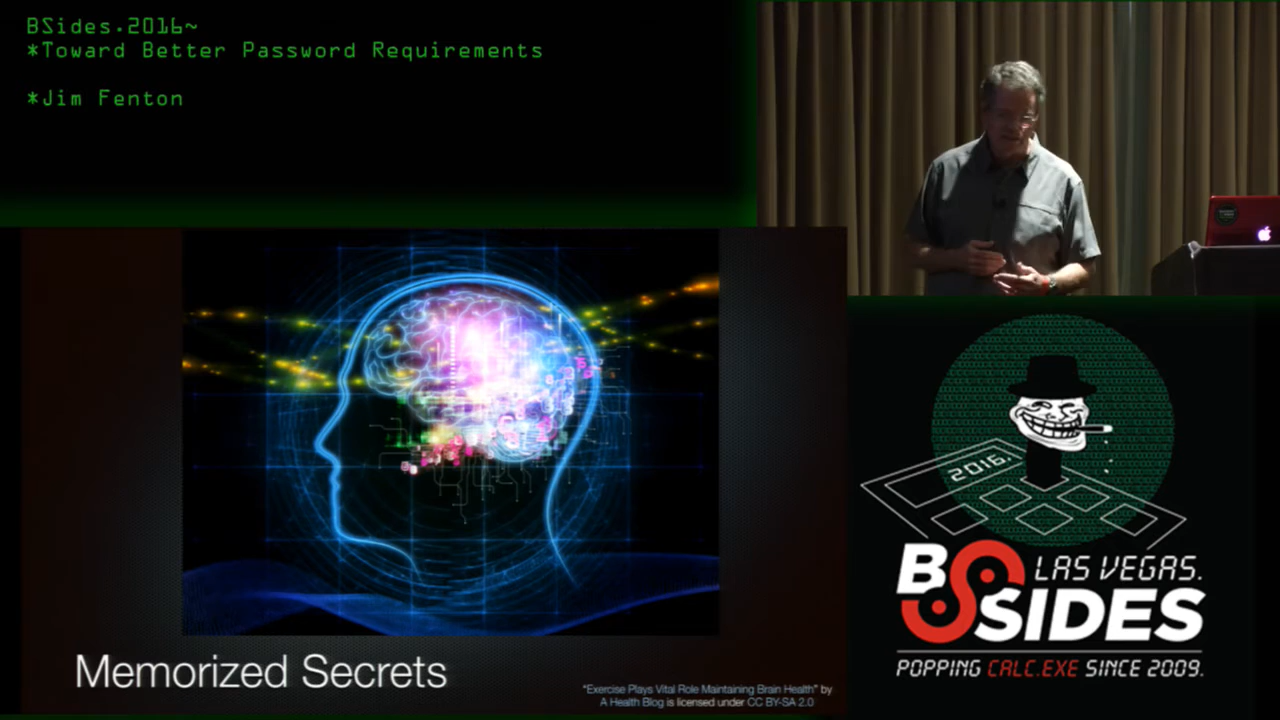 BSides.2016~
*Toward Better Password Requirements
*Jim Fenton
Memorized Secrets
"Exercise Plays Vital Role Maintaining Brain Health" by
A Health Blog is licensed under CC BY-SA 2.0
2016.
BSIDES
LAS VEGAS.
POPPING CALC.EXE SINCE 2009.